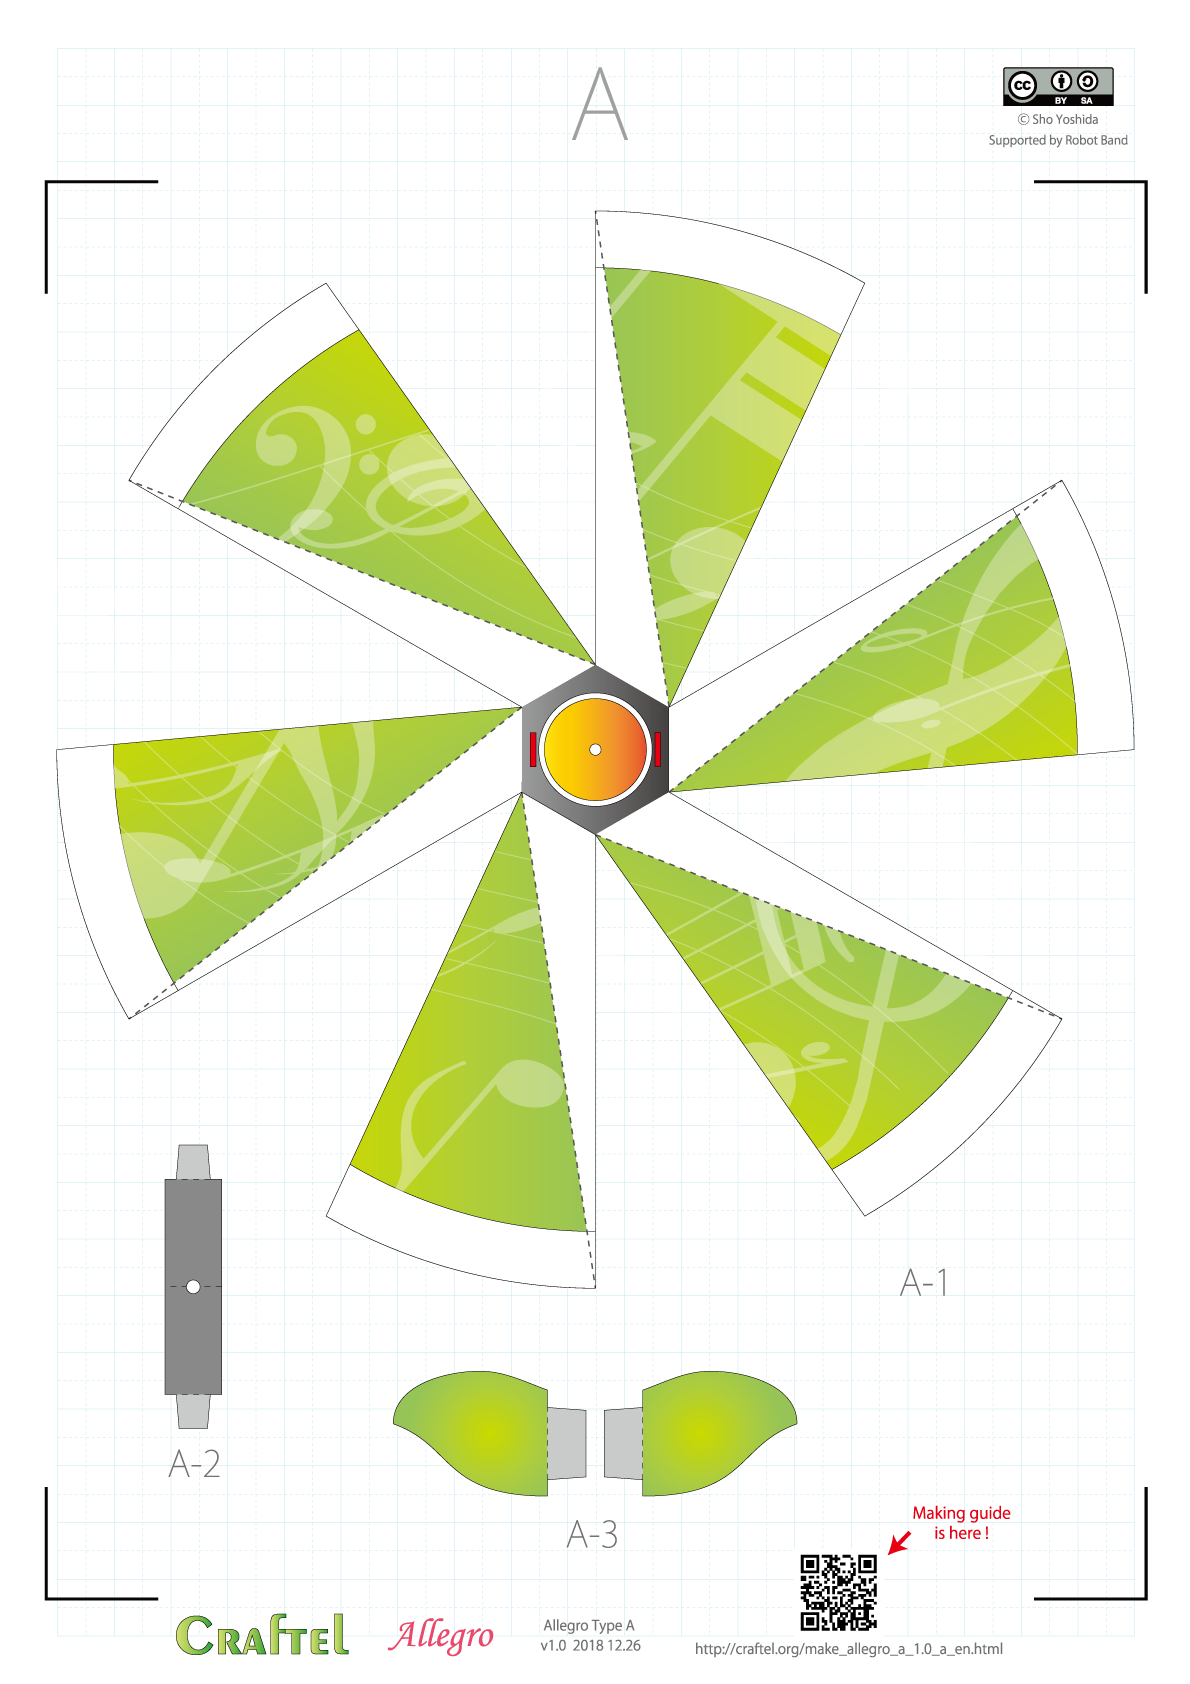 A
cc
BY SA
© Sho Yoshida
Supported by Robot Band
A-1
A-2
A-3
Making guide
is here !
CRAFTEL
Allegro
Allegro Type A
v1.0 2018 12.26
http://craftel.org/make_allegro_a_1.0_a_en.html